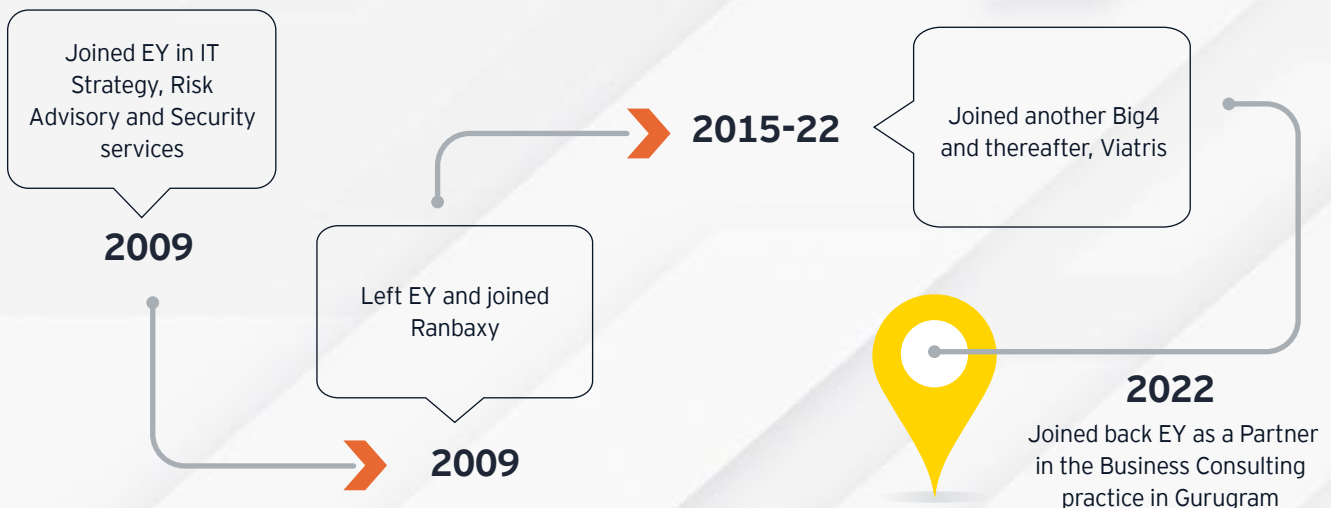 Joined EY in IT
Strategy, Risk
Advisory and Security
services
2009
Left EY and joined
Ranbaxy
2009
2015-22
Joined another Big4
and thereafter, Viatris
2022
Joined back EY as a Partner
in the Business Consulting
practice in Gurugram